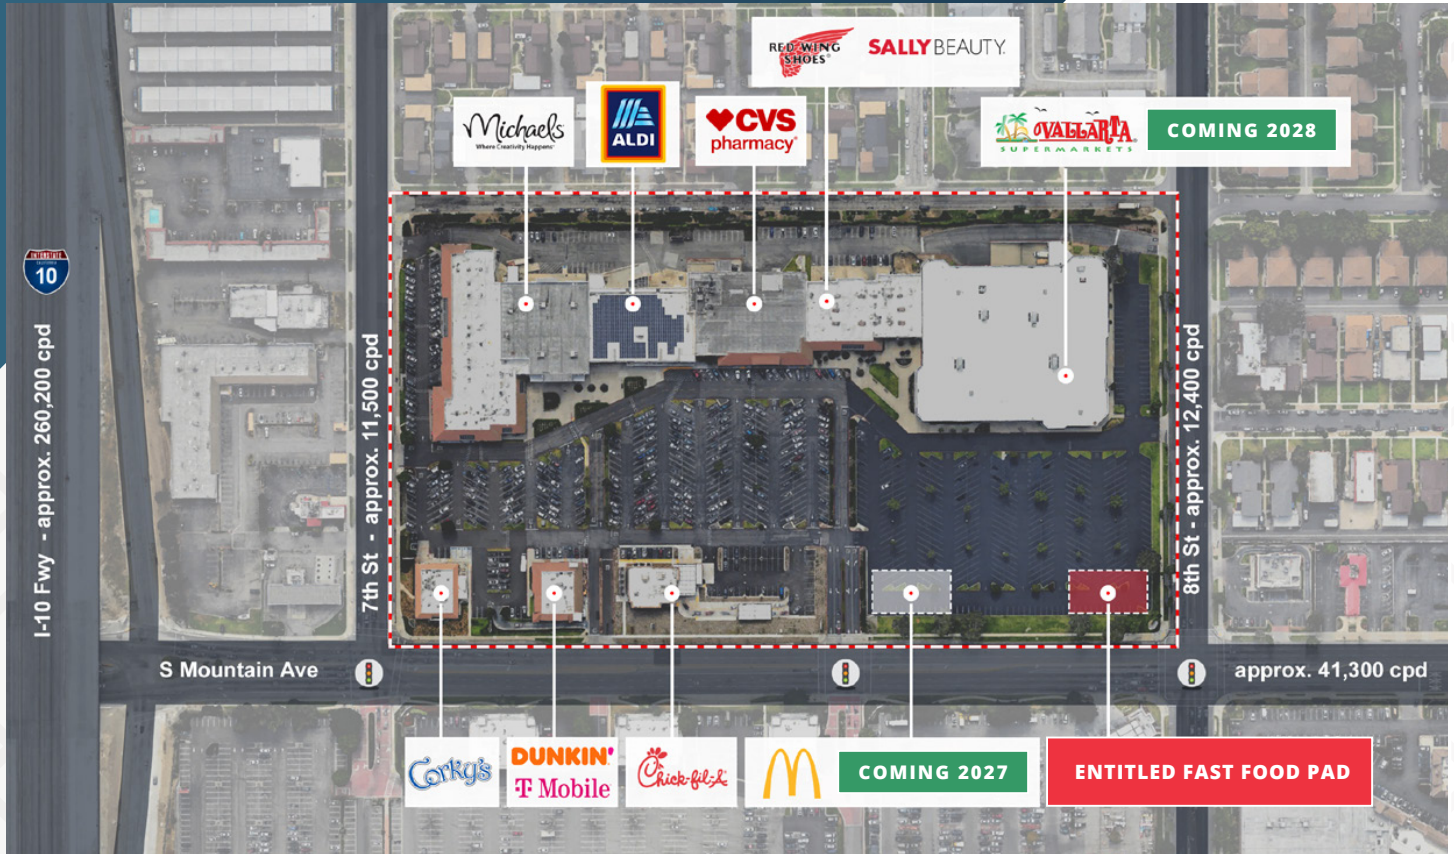 RED WING
SHOES
SALLY BEAUTY.
Michaels
Where Creativity Happens
ALDI
CVS
pharmacy
VALLARTA
SUPERMARKETS
COMING 2028
INTERSTATE
CALIFORNIA
10
I-10 Fwy - approx. 260,200 cpd
7th St - approx. 11,500 cpd
8th St - approx. 12,400 cpd
S Mountain Ave
approx. 41,300 cpd
Corky's
DUNKIN'
T Mobile
Chick-fil-A
COMING 2027
ENTITLED FAST FOOD PAD